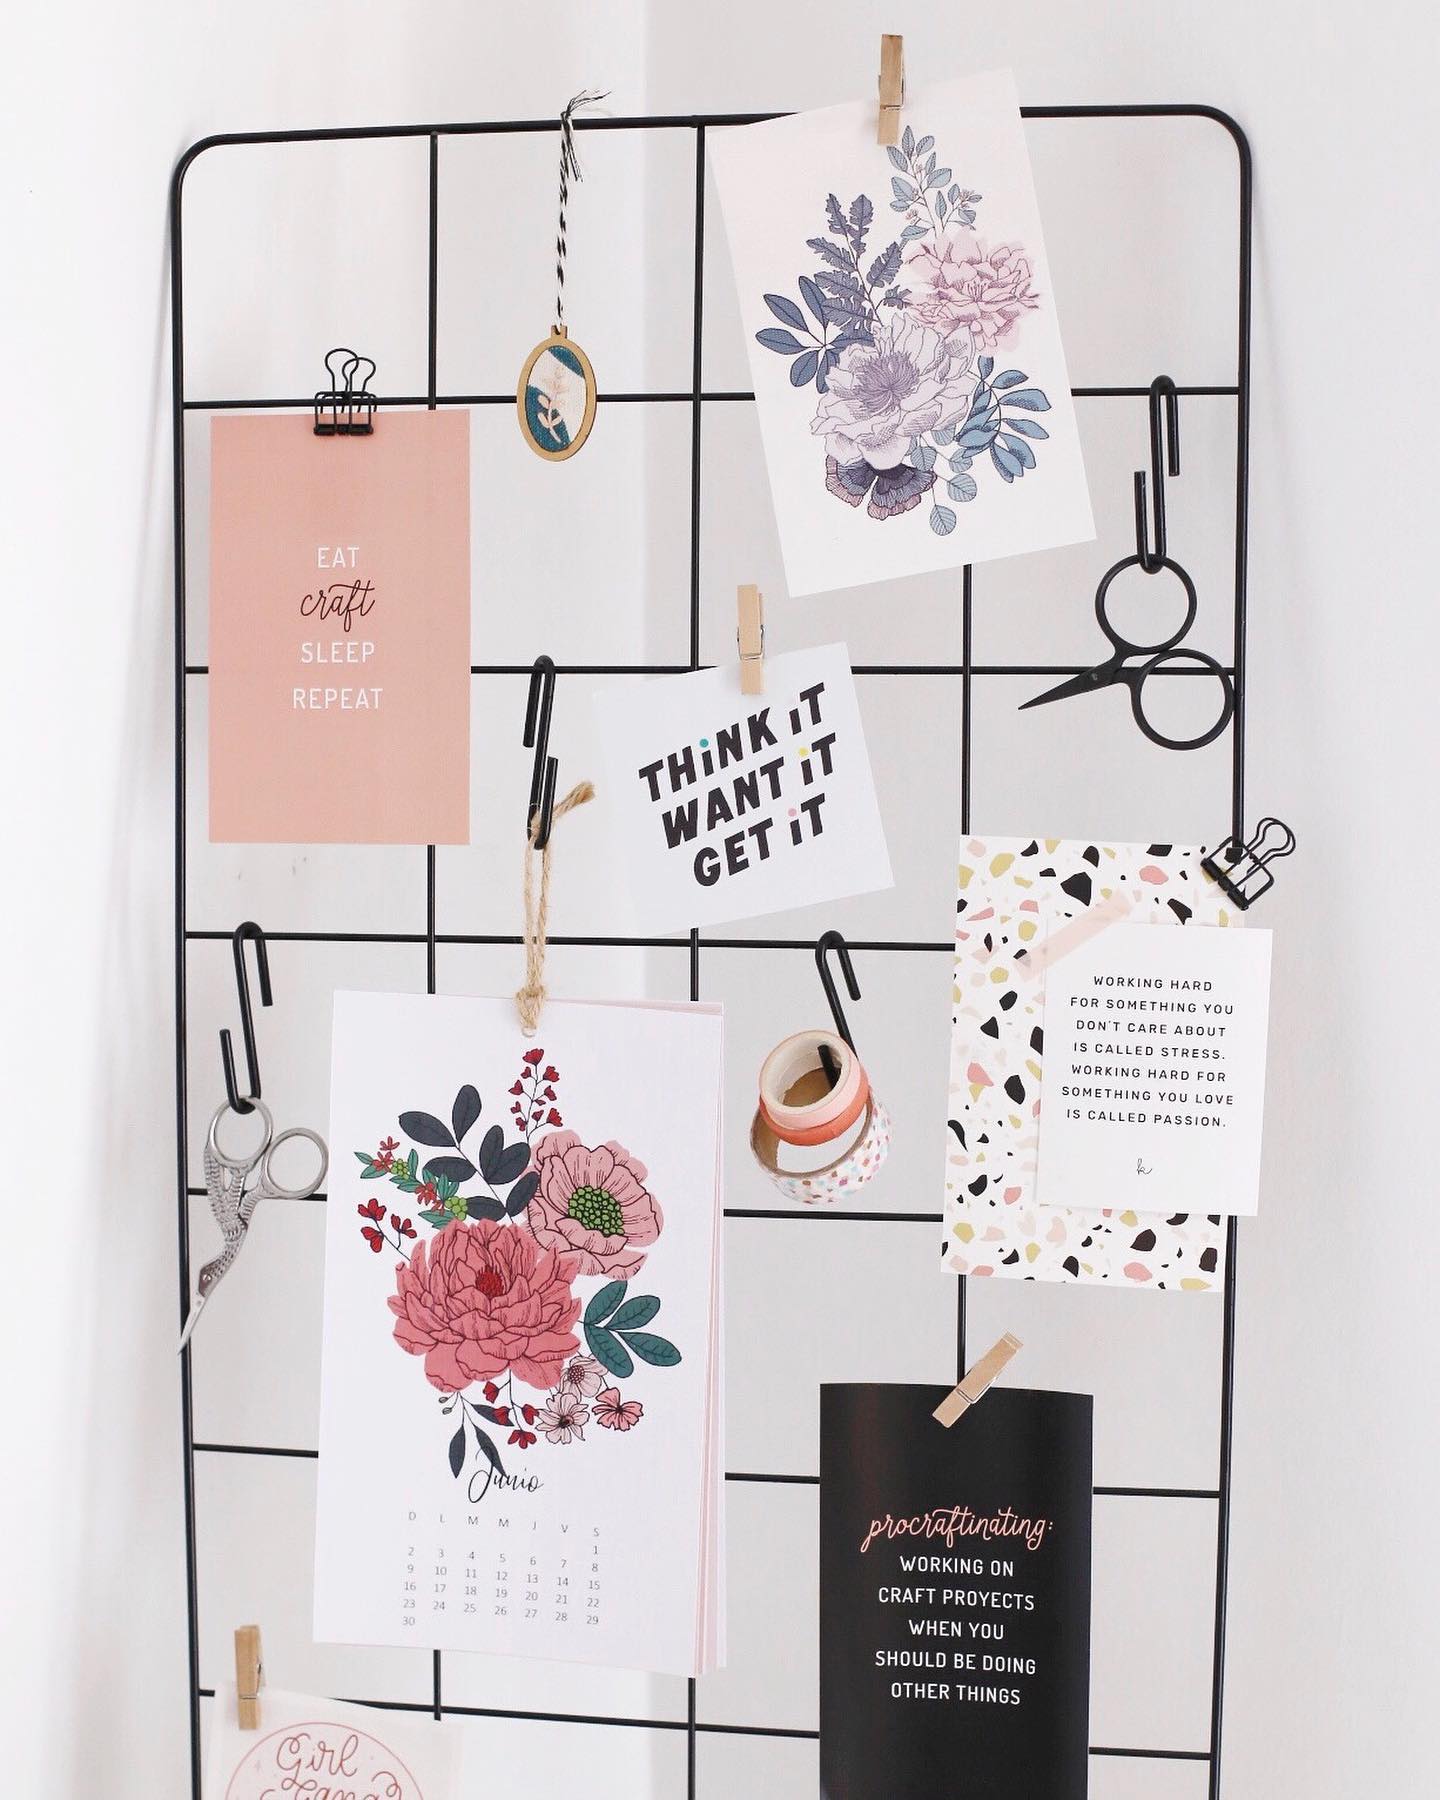 EAT
craft
SLEEP
REPEAT
THiNK iT
WANT iT
GET iT
WORKING HARD
FOR SOMETHING YOU
DON'T CARE ABOUT
IS CALLED STRESS.
WORKING HARD FOR
SOMETHING YOU LOVE
IS CALLED PASSION.
k
Junio
D L M M J V S
1
2 3 4 5 6 7 8
9 10 11 12 13 14 15
16 17 18 19 20 21 22
23 24 25 26 27 28 29
30
procraftinating:
WORKING ON
CRAFT PROYECTS
WHEN YOU
SHOULD BE DOING
OTHER THINGS
Girl